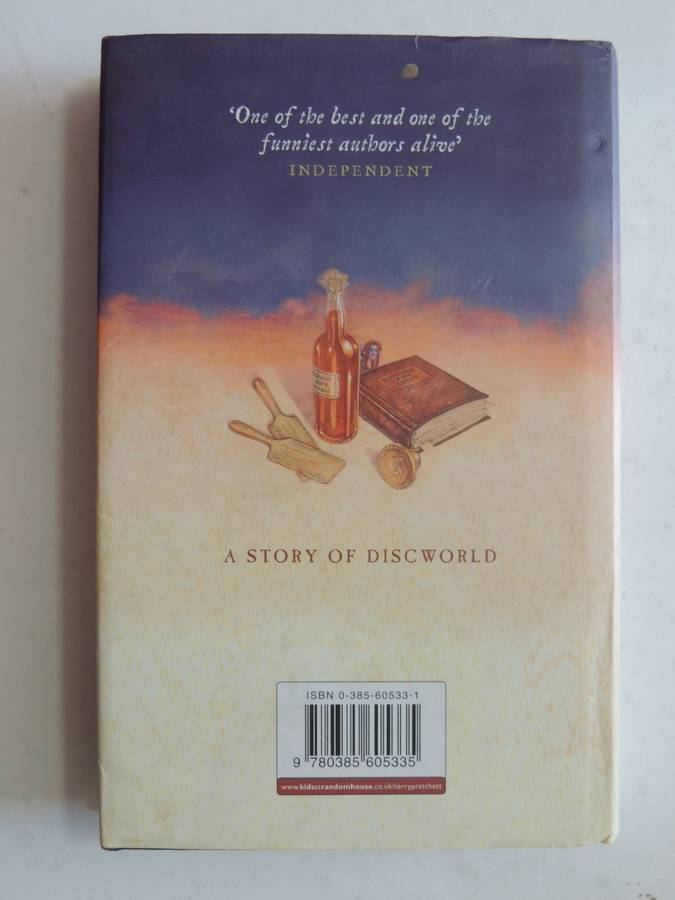 ‘One of the best and one of the
funniest authors alive’
INDEPENDENT
A STORY OF DISCWORLD
ISBN 0-385-60533-1
9 780385 605335
www.kidsatrandomhouse.co.uk/terrypratchett